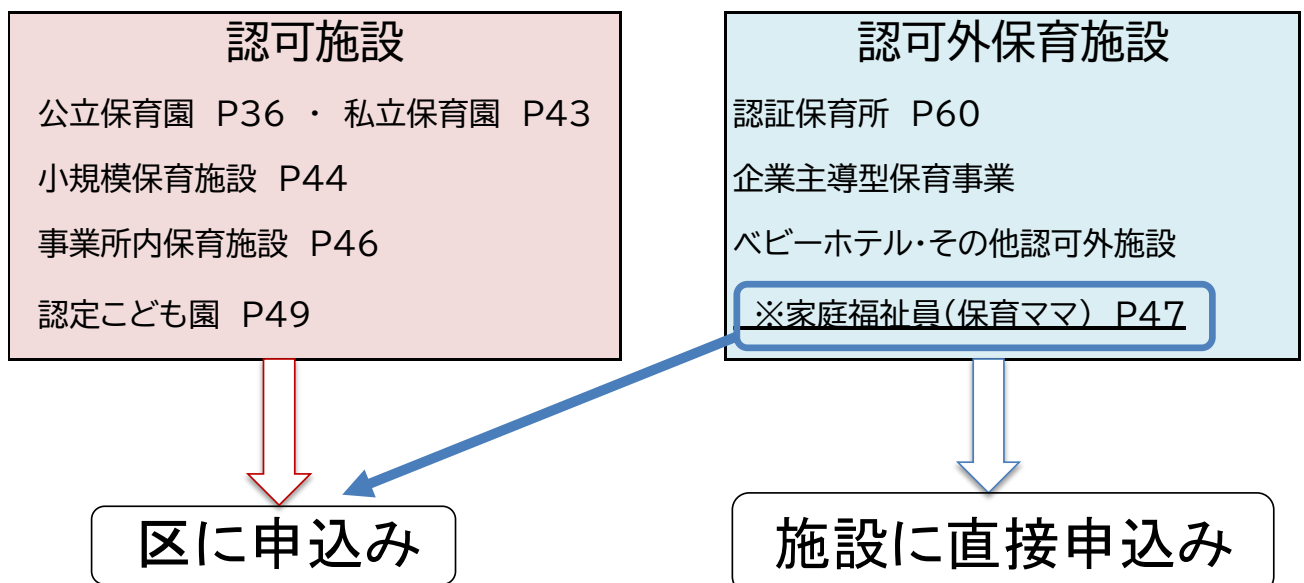 認可施設
公立保育園 P36 ・ 私立保育園 P43
小規模保育施設 P44
事業所内保育施設 P46
認定こども園 P49
認可外保育施設
認証保育所 P60
企業主導型保育事業
ベビーホテル・その他認可外施設
※家庭福祉員(保育ママ) P47
区に申込み
施設に直接申込み